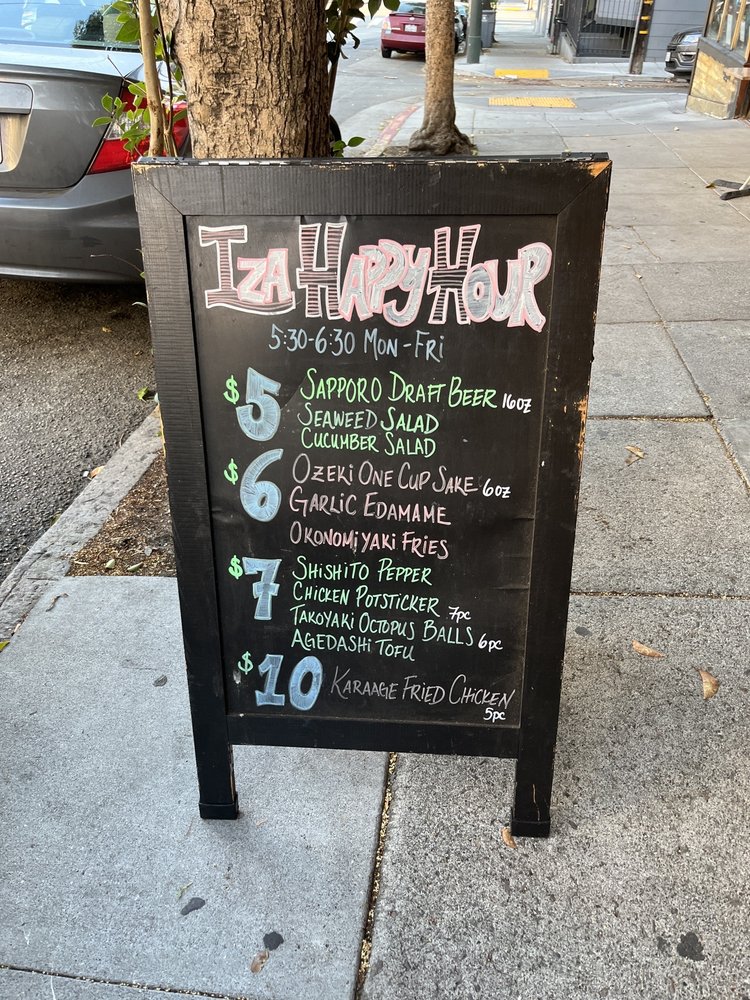 Iza Happy Hour
5:30-6:30 Mon-Fri
$5 Sapporo Draft Beer 16oz
Seaweed Salad
Cucumber Salad
$6 Ozeki One Cup Sake 6oz
Garlic Edamame
Okonomiyaki Fries
$7 Shishito Pepper
Chicken Potsticker 7pc
Takoyaki Octopus Balls 6pc
Agedashi Tofu
$10 Karaage Fried Chicken
5pc